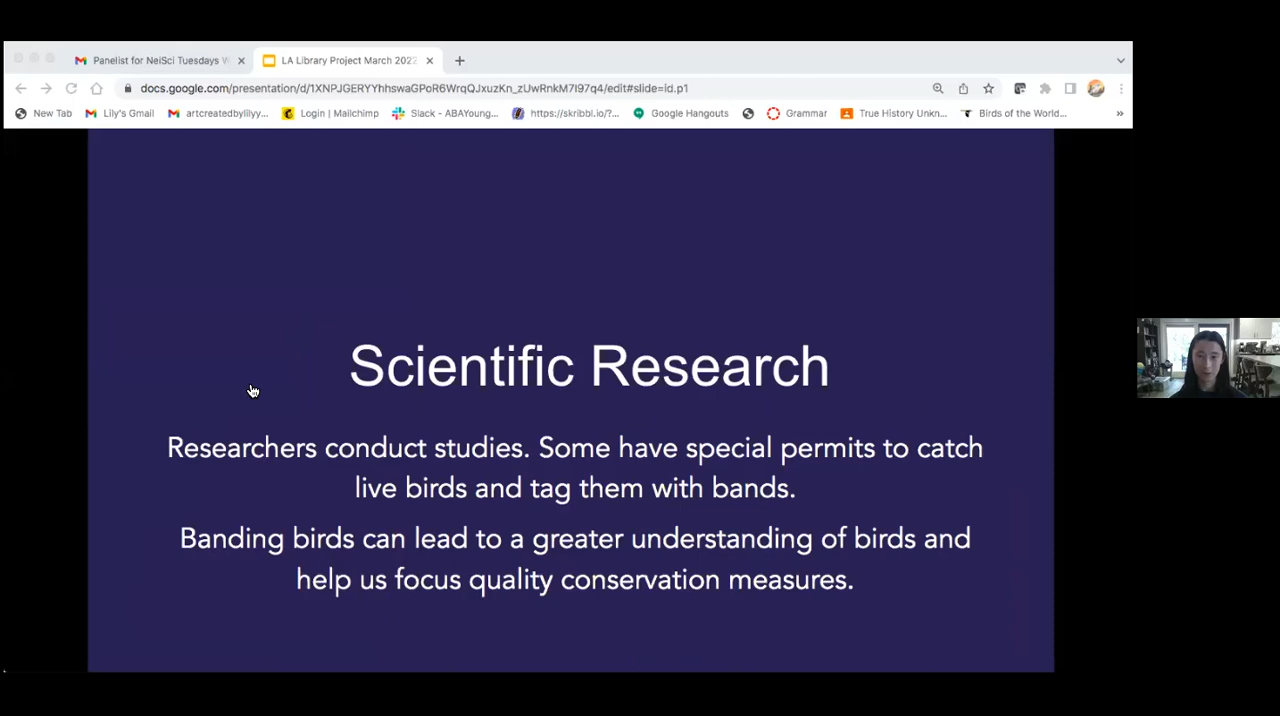 Panelist for NeiSci Tuesdays W
LA Library Project March 2022
docs.google.com/presentation/d/1XNPJGERYYhhswaGPoR6WrqQJxuzKn_zUwRnkM7I97q4/edit#slide=id.p1
New Tab Lily's Gmail artcreatedbylilyy... Login | Mailchimp Slack - ABAYoung... https://skribbl.io/?... Google Hangouts Grammar True History Unkn... Birds of the World... »
Scientific Research
Researchers conduct studies. Some have special permits to catch
live birds and tag them with bands.
Banding birds can lead to a greater understanding of birds and
help us focus quality conservation measures.